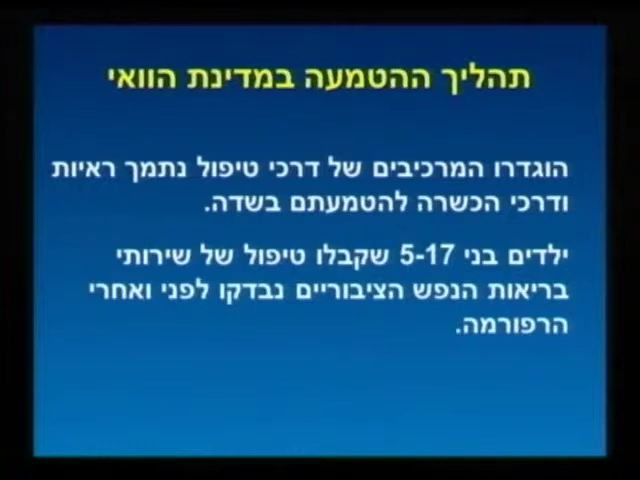 תהליך ההטמעה במדינת הוואי
הוגדרו המרכיבים של דרכי טיפול נתמך ראיות
ודרכי הכשרה להטמעתם בשדה.
ילדים בני 5-17 שקבלו טיפול של שירותי
בריאות הנפש הציבוריים נבדקו לפני ואחרי
הרפורמה.